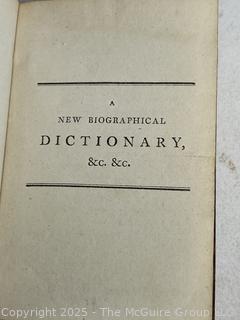 A
NEW BIOGRAPHICAL
DICTIONARY,
&c. &c.
Copyright 2025 - The McGuire Group LLC